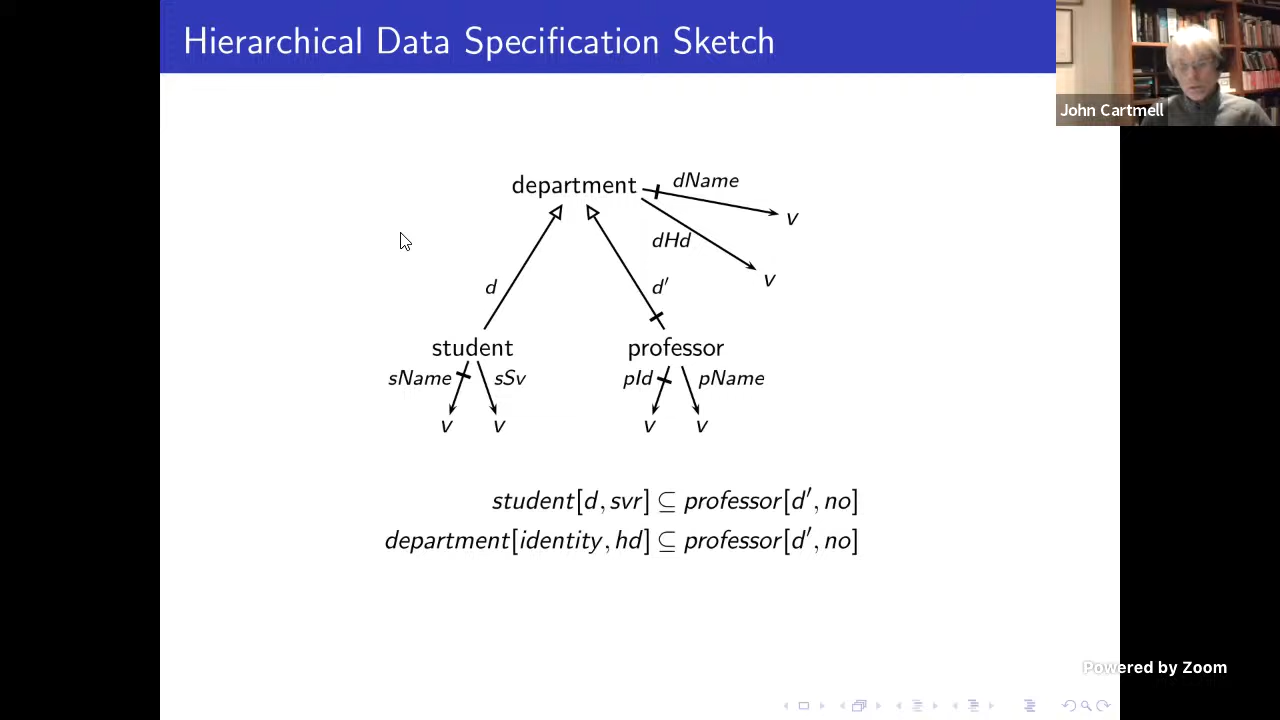 Hierarchical Data Specification Sketch
John Cartmell
department
dName
v
dHd
v
d
d′
student
professor
sName
sSv
pId
pName
v
v
v
v
student[d, svr] ⊆ professor[d′, no]
department[identity, hd] ⊆ professor[d′, no]
Powered by Zoom